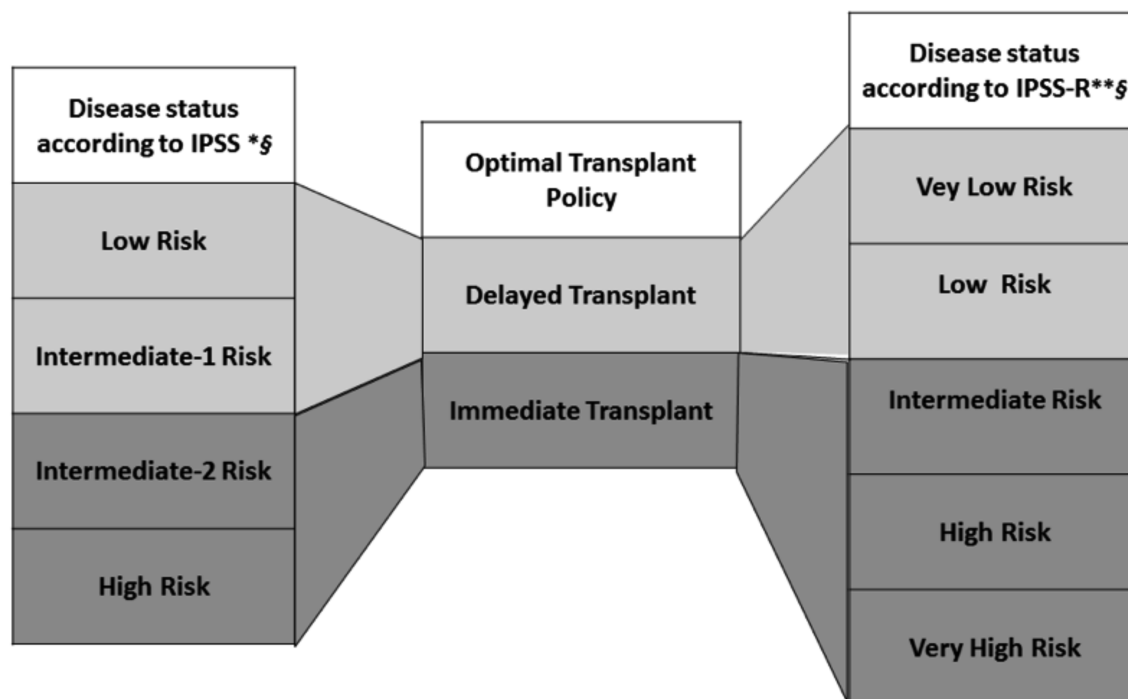 Disease status
according to IPSS *§
Low Risk
Intermediate-1 Risk
Intermediate-2 Risk
High Risk
Optimal Transplant
Policy
Delayed Transplant
Immediate Transplant
Disease status
according to IPSS-R**§
Vey Low Risk
Low Risk
Intermediate Risk
High Risk
Very High Risk